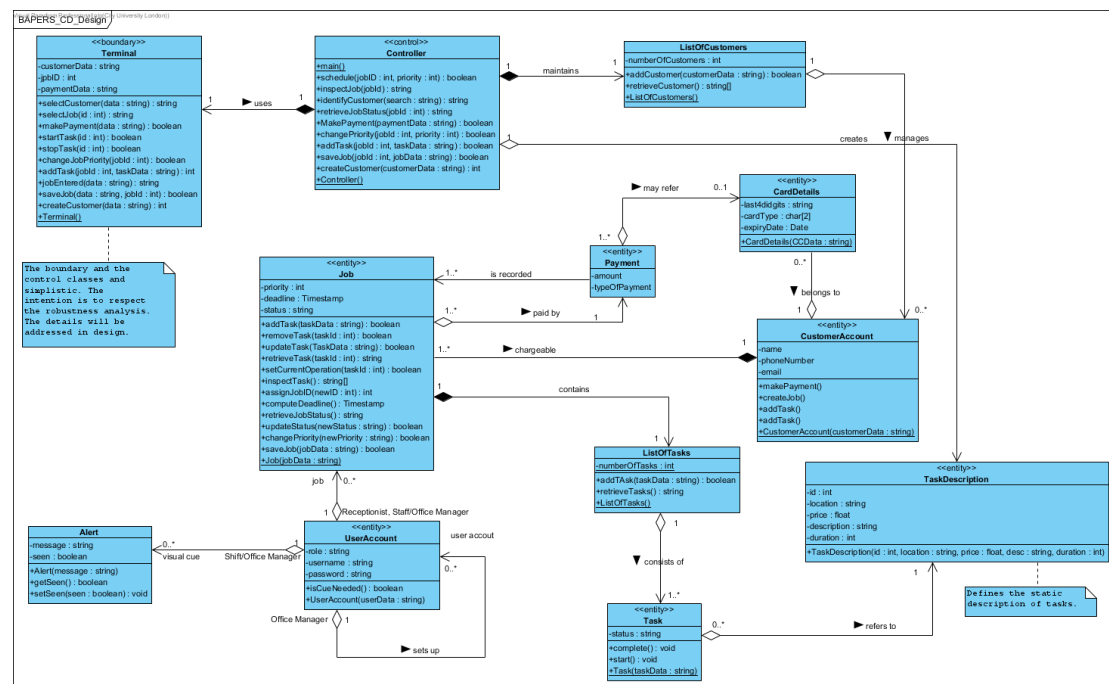 BAPERS_CD_Design
<<boundary>>
Terminal
-customerData : string
-jpbID : int
-paymentData : string
+selectCustomer(data : string) : string
+selectJob(id : int) : string
+makePayment(data : string) : boolean
+startTask(id : int) : boolean
+stopTask(id : int) : boolean
+changeJobPriority(jobId : int) : boolean
+addTask(jobId : int, taskData : string) : int
+jobEntered(data : string) : string
+saveJob(data : string, jobId : int) : boolean
+createCustomer(data : string) : int
+Terminal()
The boundary and the
control classes and
simplistic. The
intention is to respect
the robustness analysis.
The details will be
addressed in design.
1
uses
1
<<control>>
Controller
+main()
+schedule(jobID : int, priority : int) : boolean
+inspectJob(jobId) : string
+identifyCustomer(search : string) : string
+retrieveJobStatus(jobId : int) : string
+MakePayment(paymentData : string) : boolean
+changePriority(jobId : int, priority : int) : boolean
+addTask(jobId : int, taskData : string) : boolean
+saveJob(jobId : int, jobData : string) : boolean
+createCustomer(customerData : string) : int
+Controller()
1
maintains
1
ListOfCustomers
-numberOfCustomers : int
+addCustomer(customerData : string) : boolean
+retrieveCustomer() : string[]
+ListOfCustomers()
1
1
creates
manages
may refer
0..1
1..*
<<entity>>
CardDetails
-last4didgits : string
-cardType : char[2]
-expiryDate : Date
+CardDetails(CCData : string)
0..*
belongs to
1
0..*
<<entity>>
Payment
-amount
-typeOfPayment
1..*
is recorded
1..*
paid by
1
<<entity>>
Job
-priority : int
-deadline : Timestamp
-status : string
+addTask(taskData : string) : boolean
+removeTask(taskId : int) : boolean
+updateTask(TaskData : string) : boolean
+retrieveTask(taskId : int) : string
+setCurrentOperation(taskId : int) : boolean
+inspectTask() : string[]
+assignJobID(newID : int) : int
+computeDeadline() : Timestamp
+retrieveJobStatus() : string
+updateStatus(newStatus : string) : boolean
+changePriority(newPriority : string) : boolean
+saveJob(jobData : string) : boolean
+Job(jobData : string)
1..*
chargeable
1
<<entity>>
CustomerAccount
-name
-phoneNumber
-email
+makePayment()
+createJob()
+addTask()
+addTask()
+CustomerAccount(customerData : string)
1
contains
1
ListOfTasks
-numberOfTasks : int
+addTAsk(taskData : string) : boolean
+retrieveTasks() : string
+ListOfTasks()
1
consists of
1..*
1
<<entity>>
TaskDescription
-id : int
-location : string
-price : float
-description : string
-duration : int
+TaskDescription(id : int, location : string, price : float, desc : string, duration : int)
Defines the static
description of tasks.
1
refers to
0..*
<<entity>>
Task
-status : string
+complete() : void
+start() : void
+Task(taskData : string)
job
0..*
1
Receptionist, Staff/Office Manager
<<entity>>
UserAccount
-role : string
-username : string
-password : string
+isCueNeeded() : boolean
+UserAccount(userData : string)
user accout
0..*
Office Manager
1
sets up
1
Shift/Office Manager
0..*
visual cue
Alert
-message : string
-seen : boolean
+Alert(message : string)
+getSeen() : boolean
+setSeen(seen : boolean) : void